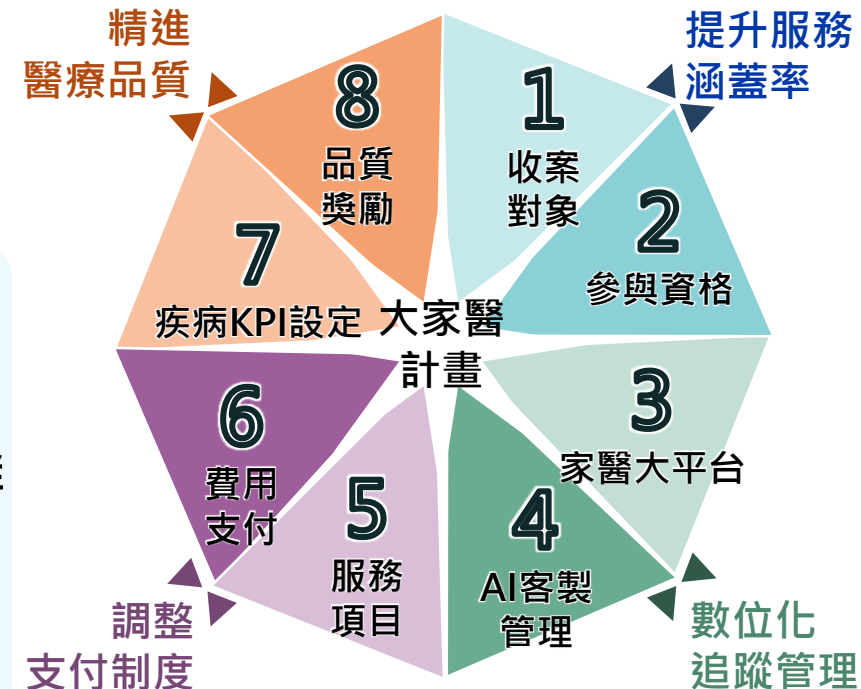 精進
醫療品質
提升服務
涵蓋率
1
收案
對象
2
參與資格
3
家醫大平台
4
AI客製
管理
5
服務
項目
6
費用
支付
7
疾病KPI設定
8
品質
獎勵
大家醫
計畫
調整
支付制度
數位化
追蹤管理